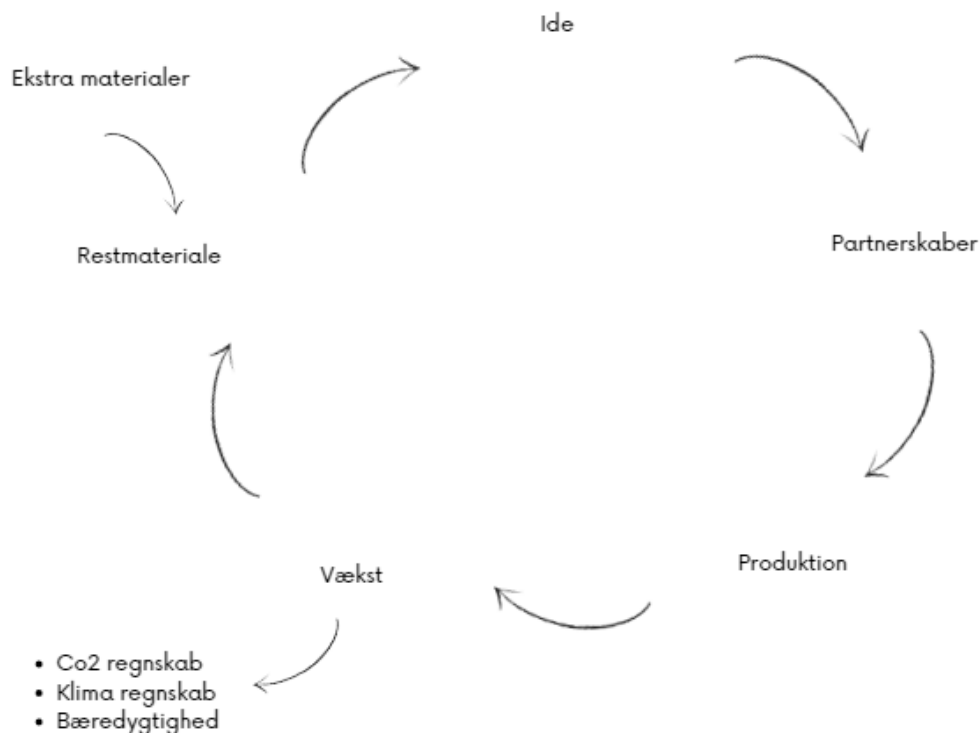 Ide
Ekstra materialer
Restmateriale
Partnerskaber
Produktion
Vækst
• Co2 regnskab
• Klima regnskab
• Bæredygtighed